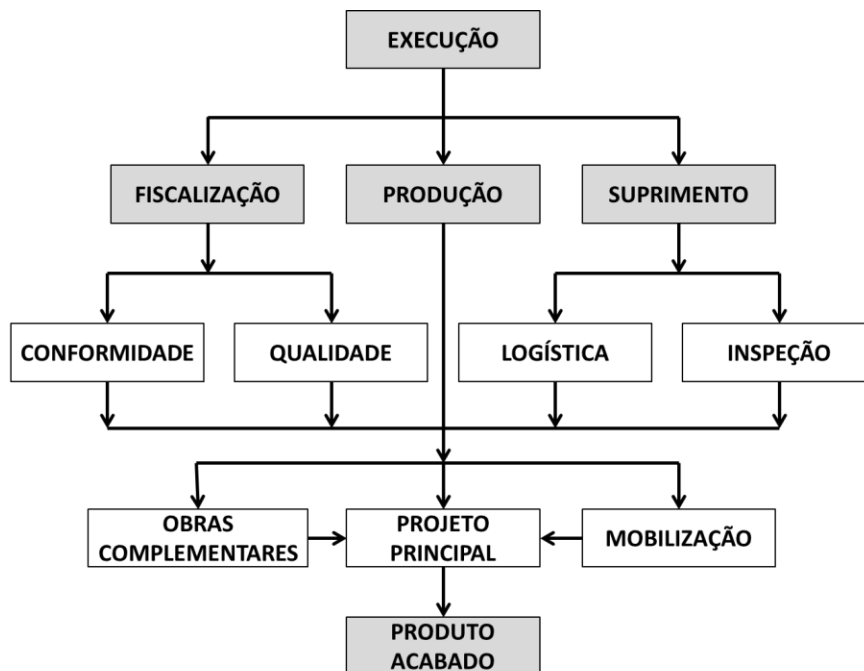 EXECUÇÃO
FISCALIZAÇÃO
PRODUÇÃO
SUPRIMENTO
CONFORMIDADE
QUALIDADE
LOGÍSTICA
INSPEÇÃO
OBRAS
COMPLEMENTARES
PROJETO
PRINCIPAL
MOBILIZAÇÃO
PRODUTO
ACABADO